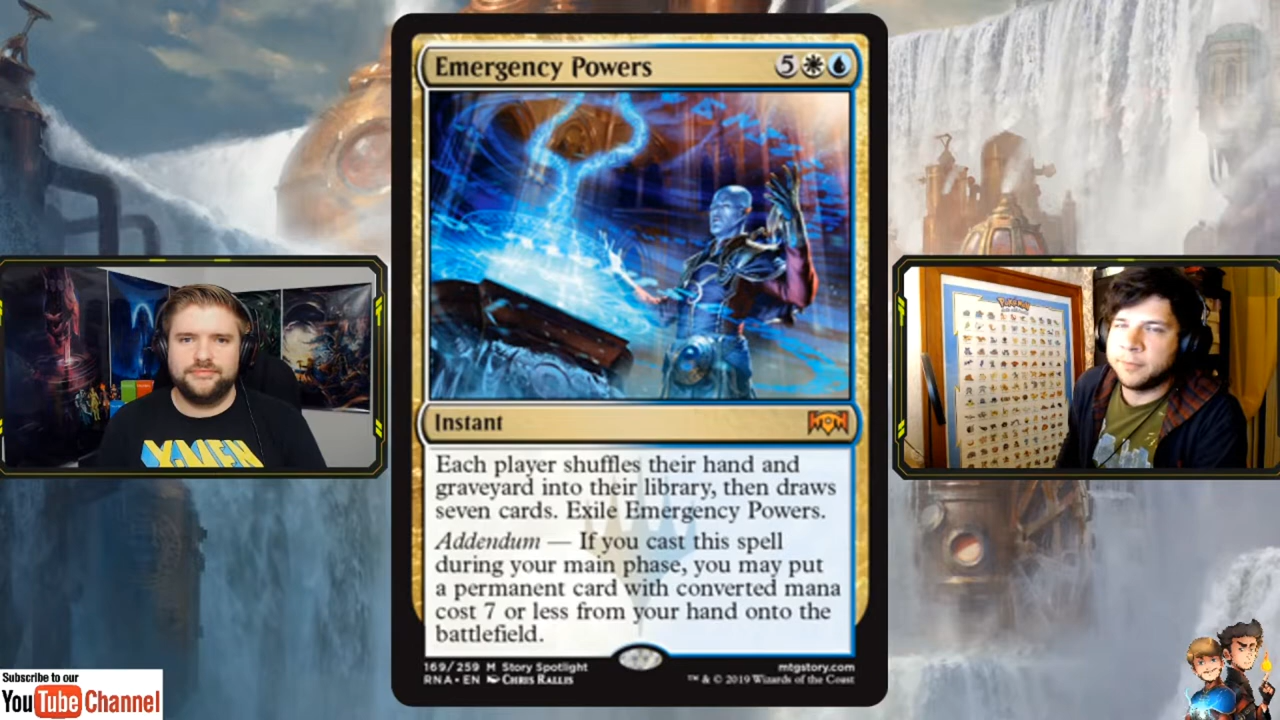 Emergency Powers 5
Instant
Each player shuffles their hand and
graveyard into their library, then draws
seven cards. Exile Emergency Powers.
Addendum — If you cast this spell
during your main phase, you may put
a permanent card with converted mana
cost 7 or less from your hand onto the
battlefield.
169/259 M Story Spotlight
RNA • EN Chris Rallis
mtgstory.com
™ & © 2019 Wizards of the Coast
X-MEN
POKéMON
Subscribe to our
YouTube Channel